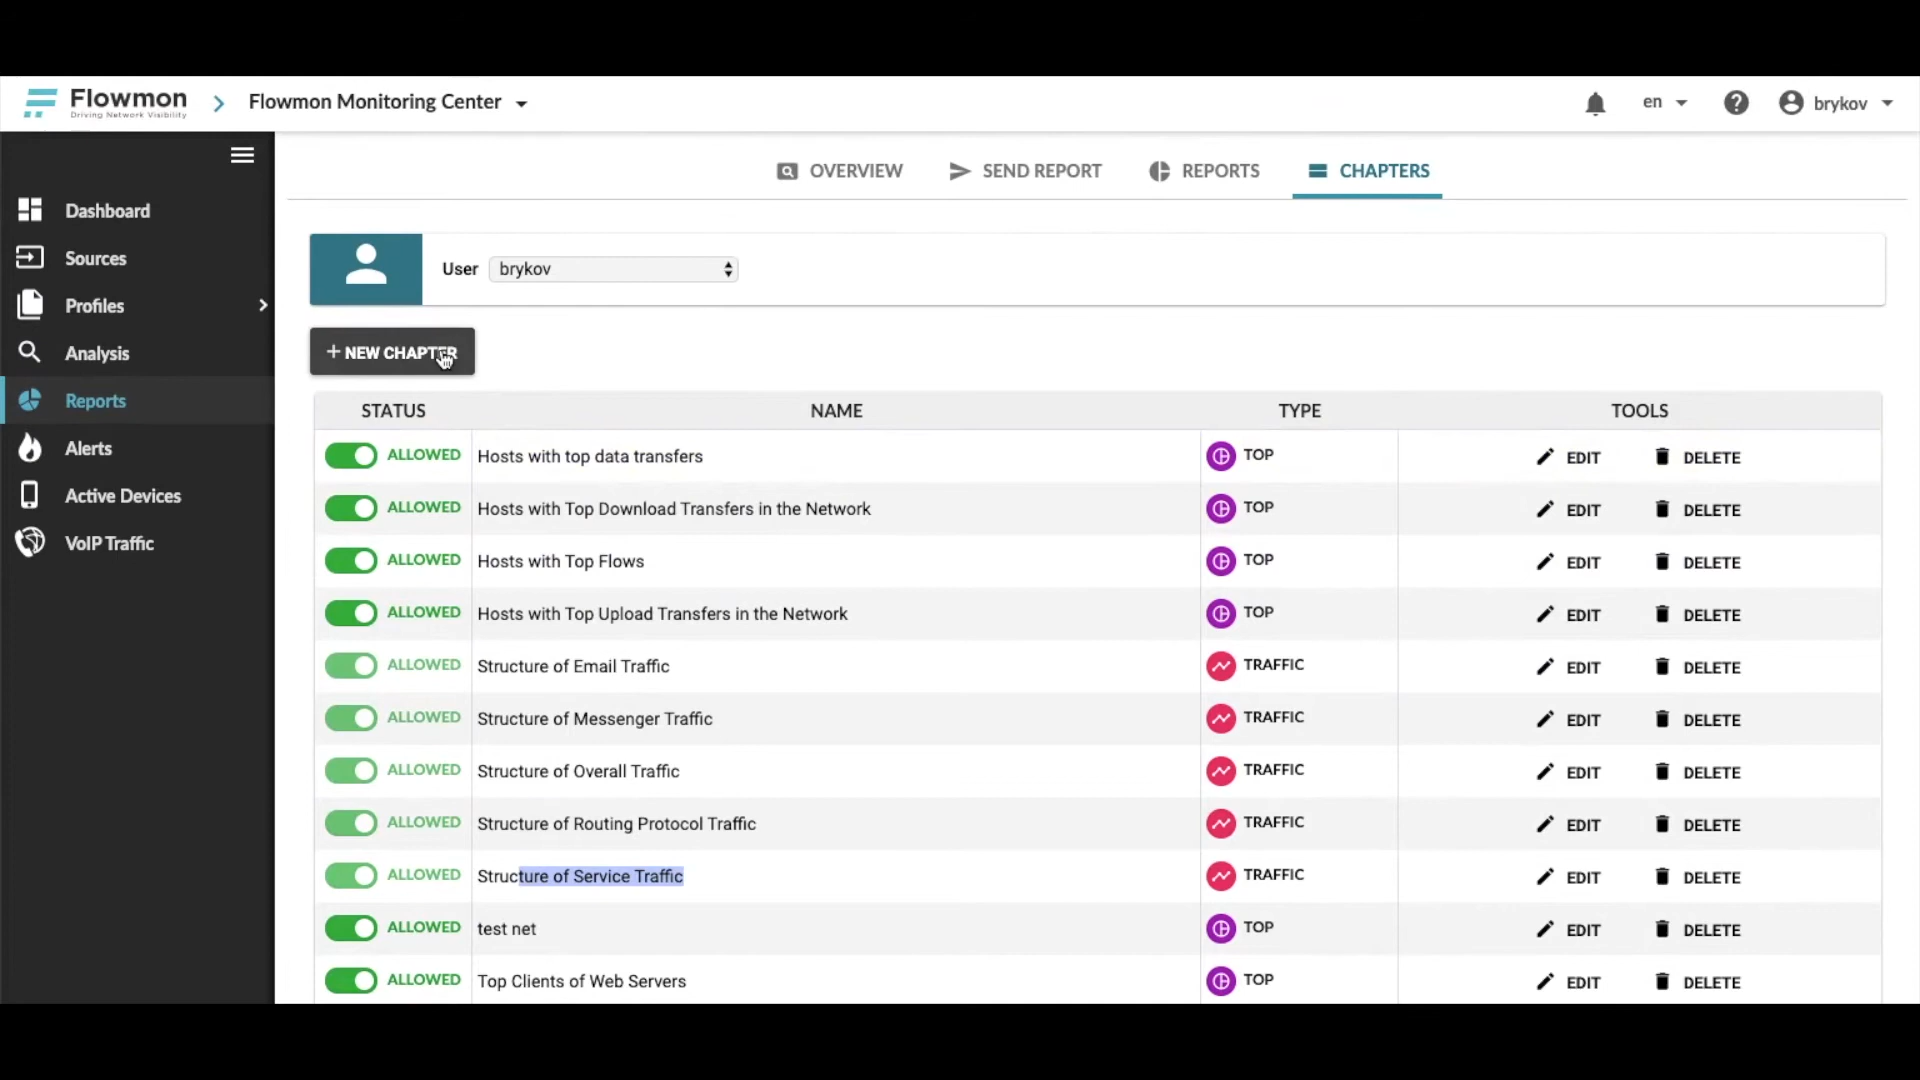 Flowmon
Driving Network Visibility
Flowmon Monitoring Center
en
brykov
Dashboard
Sources
Profiles
Analysis
Reports
Alerts
Active Devices
VoIP Traffic
OVERVIEW SEND REPORT REPORTS CHAPTERS
User brykov
+ NEW CHAPTER
STATUS NAME TYPE TOOLS
ALLOWED Hosts with top data transfers TOP EDIT DELETE
ALLOWED Hosts with Top Download Transfers in the Network TOP EDIT DELETE
ALLOWED Hosts with Top Flows TOP EDIT DELETE
ALLOWED Hosts with Top Upload Transfers in the Network TOP EDIT DELETE
ALLOWED Structure of Email Traffic TRAFFIC EDIT DELETE
ALLOWED Structure of Messenger Traffic TRAFFIC EDIT DELETE
ALLOWED Structure of Overall Traffic TRAFFIC EDIT DELETE
ALLOWED Structure of Routing Protocol Traffic TRAFFIC EDIT DELETE
ALLOWED Structure of Service Traffic TRAFFIC EDIT DELETE
ALLOWED test net TOP EDIT DELETE
ALLOWED Top Clients of Web Servers TOP EDIT DELETE